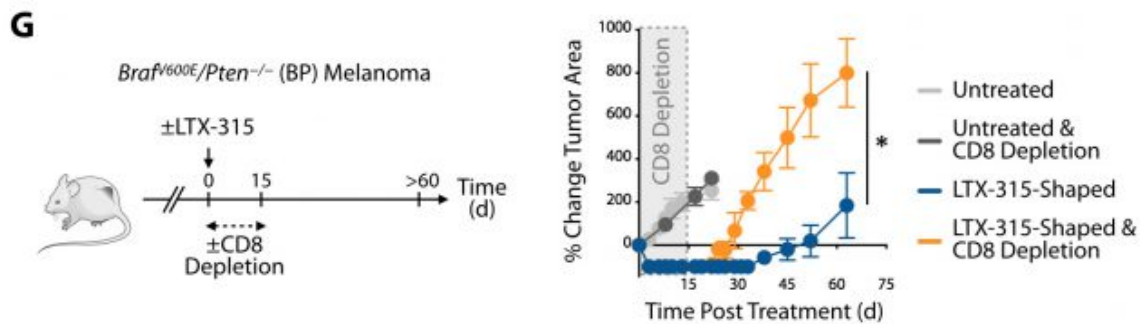 G
Braf^V600E/Pten^−/− (BP) Melanoma
±LTX-315
0 15 >60 Time
(d)
±CD8
Depletion
% Change Tumor Area
1000
800
600
400
200
0
CD8 Depletion
15 30 45 60 75
Time Post Treatment (d)
*
Untreated
Untreated &
CD8 Depletion
LTX-315-Shaped
LTX-315-Shaped &
CD8 Depletion